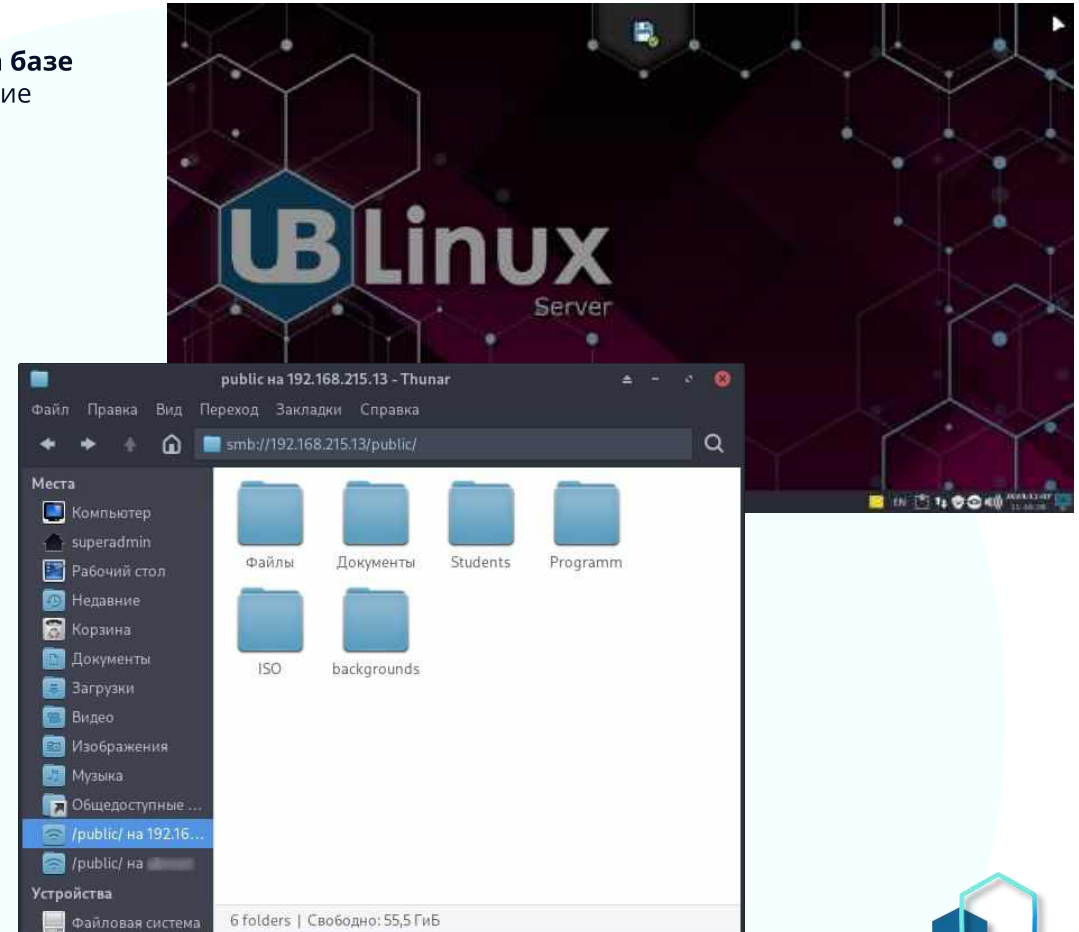 базе
ие
UBLinux
Server
public на 192.168.215.13 - Thunar
Файл Правка Вид Переход Закладки Справка
smb://192.168.215.13/public/
Места
Компьютер
superadmin
Рабочий стол
Недавние
Корзина
Документы
Загрузки
Видео
Изображения
Музыка
Общедоступные ...
/public/ на 192.16...
/public/ на
Устройства
Файловая система
Файлы Документы Students Programm
ISO backgrounds
6 folders | Свободно: 55,5 ГиБ
EN